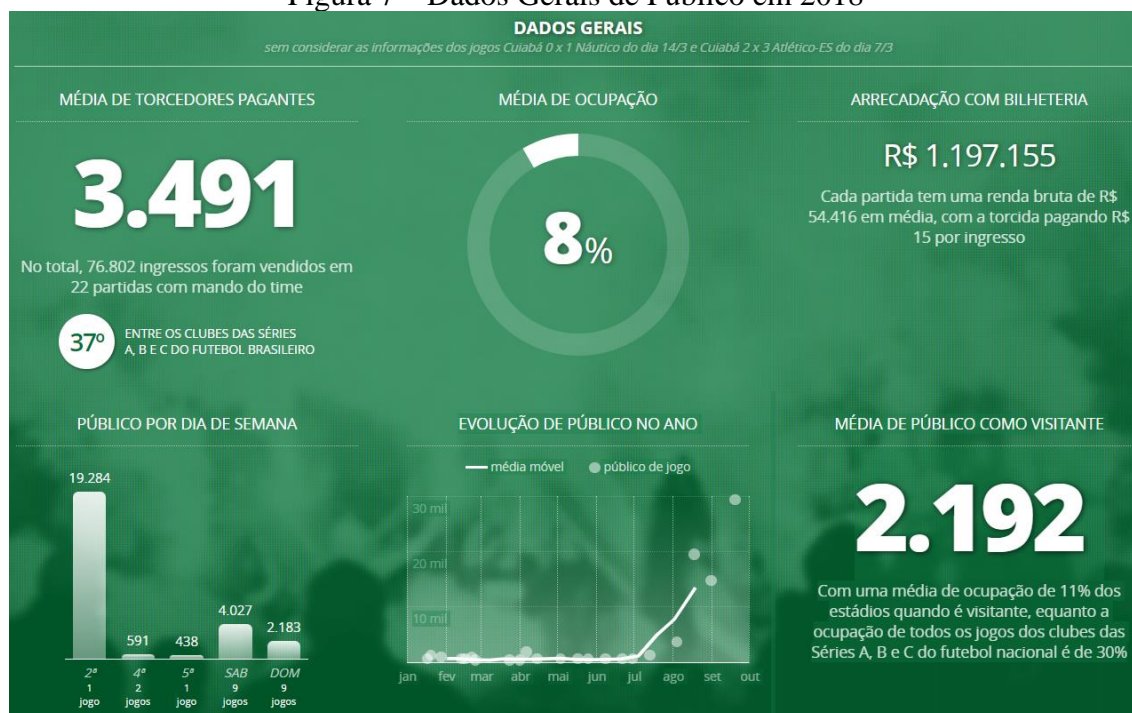 Figura 7 – Dados Gerais de Público em 2018
DADOS GERAIS
sem considerar as informações dos jogos Cuiabá 0 x 1 Náutico do dia 14/3 e Cuiabá 2 x 3 Atlético-ES do dia 7/3
MÉDIA DE TORCEDORES PAGANTES
3.491
No total, 76.802 ingressos foram vendidos em
22 partidas com mando do time
37º
ENTRE OS CLUBES DAS SÉRIES
A, B E C DO FUTEBOL BRASILEIRO
MÉDIA DE OCUPAÇÃO
8%
ARRECADAÇÃO COM BILHETERIA
R$ 1.197.155
Cada partida tem uma renda bruta de R$
54.416 em média, com a torcida pagando R$
15 por ingresso
PÚBLICO POR DIA DE SEMANA
19.284
591
438
4.027
2.183
2ª 4ª 5ª SAB DOM
1 2 1 9 9
jogo jogos jogo jogos jogos
EVOLUÇÃO DE PÚBLICO NO ANO
média móvel público de jogo
30 mil
20 mil
10 mil
jan fev mar abr mai jun jul ago set out
MÉDIA DE PÚBLICO COMO VISITANTE
2.192
Com uma média de ocupação de 11% dos
estádios quando é visitante, equanto a
ocupação de todos os jogos dos clubes das
Séries A, B e C do futebol nacional é de 30%